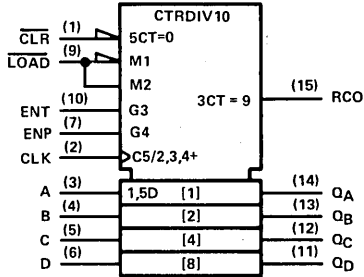 CTRDIV10
CLR (1) 5CT=0
LOAD (9) M1
M2
ENT (10) G3 3CT = 9 (15) RCO
ENP (7) G4
CLK (2) C5/2,3,4+
A (3) 1,5D [1] (14) QA
B (4) [2] (13) QB
C (5) [4] (12) QC
D (6) [8] (11) QD